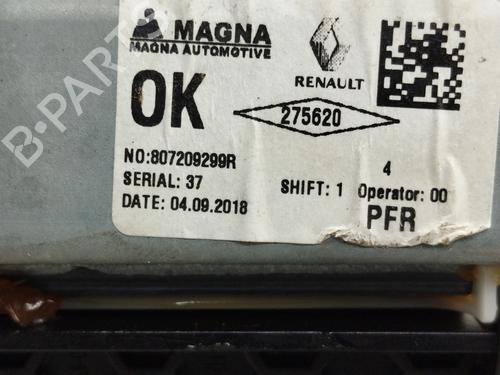 MAGNA
MAGNA AUTOMOTIVE
RENAULT
OK
275620
NO:807209299R
4
SERIAL: 37
SHIFT: 1 Operator: 00
DATE: 04.09.2018
PFR
B-PARTS